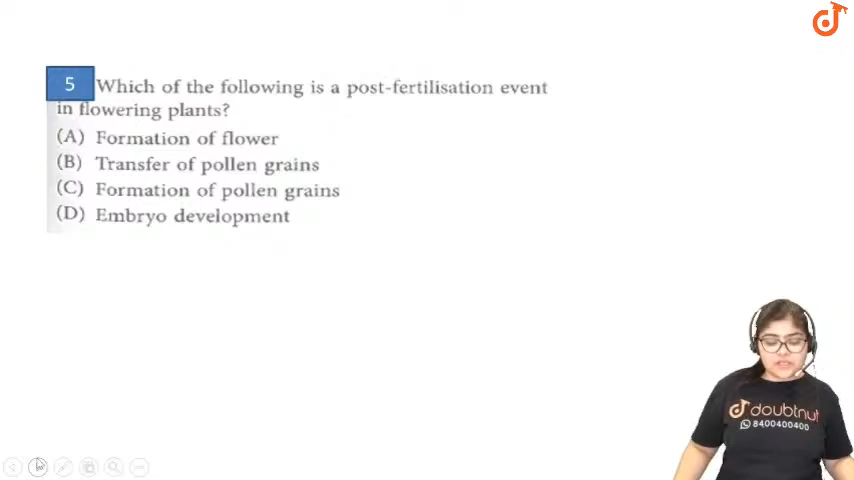 5 Which of the following is a post-fertilisation event
in flowering plants?
(A) Formation of flower
(B) Transfer of pollen grains
(C) Formation of pollen grains
(D) Embryo development
doubtnut
8400400400